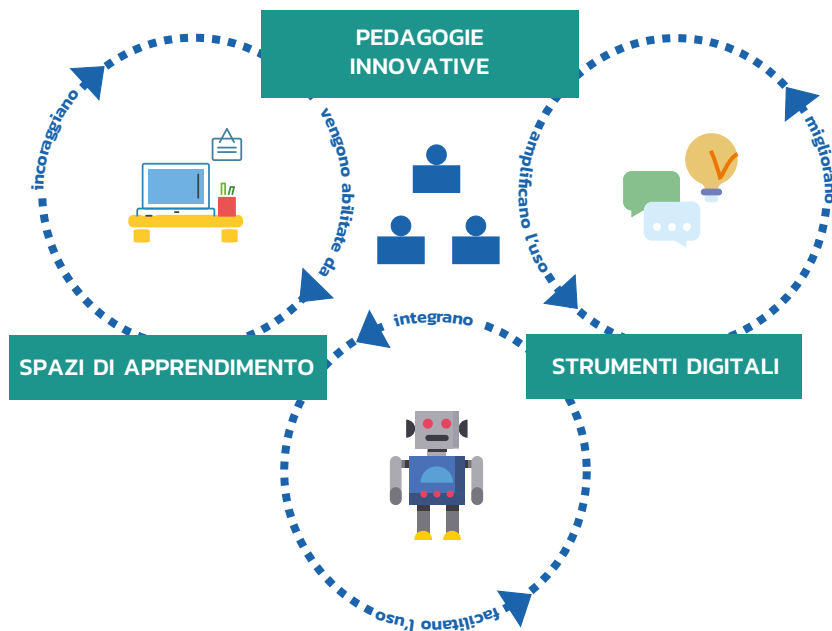 PEDAGOGIE
INNOVATIVE
incoraggiano
vengono abilitate da
amplificano l'uso
migliorano
integrano
SPAZI DI APPRENDIMENTO
STRUMENTI DIGITALI
facilitano l'uso